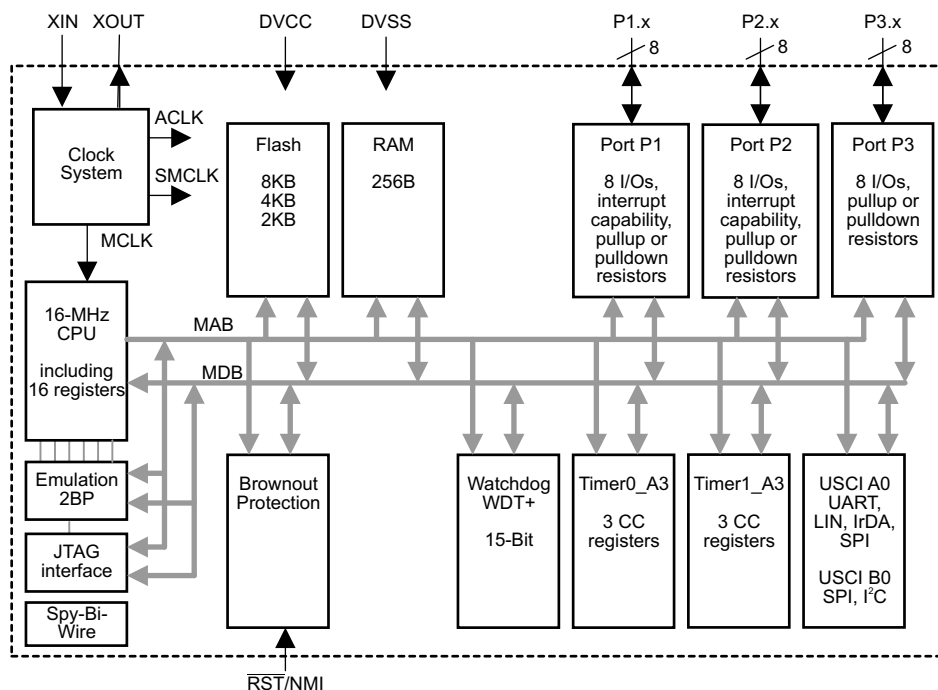 XIN XOUT DVCC DVSS P1.x P2.x P3.x
8 8 8
ACLK
Clock
System
SMCLK
MCLK
Flash
8KB
4KB
2KB
RAM
256B
Port P1
8 I/Os,
interrupt
capability,
pullup or
pulldown
resistors
Port P2
8 I/Os,
interrupt
capability,
pullup or
pulldown
resistors
Port P3
8 I/Os,
pullup or
pulldown
resistors
16-MHz
CPU
including
16 registers
MAB
MDB
Emulation
2BP
JTAG
interface
Spy-Bi-
Wire
Brownout
Protection
Watchdog
WDT+
15-Bit
Timer0_A3
3 CC
registers
Timer1_A3
3 CC
registers
USCI A0
UART,
LIN, IrDA,
SPI
USCI B0
SPI, I²C
RST/NMI